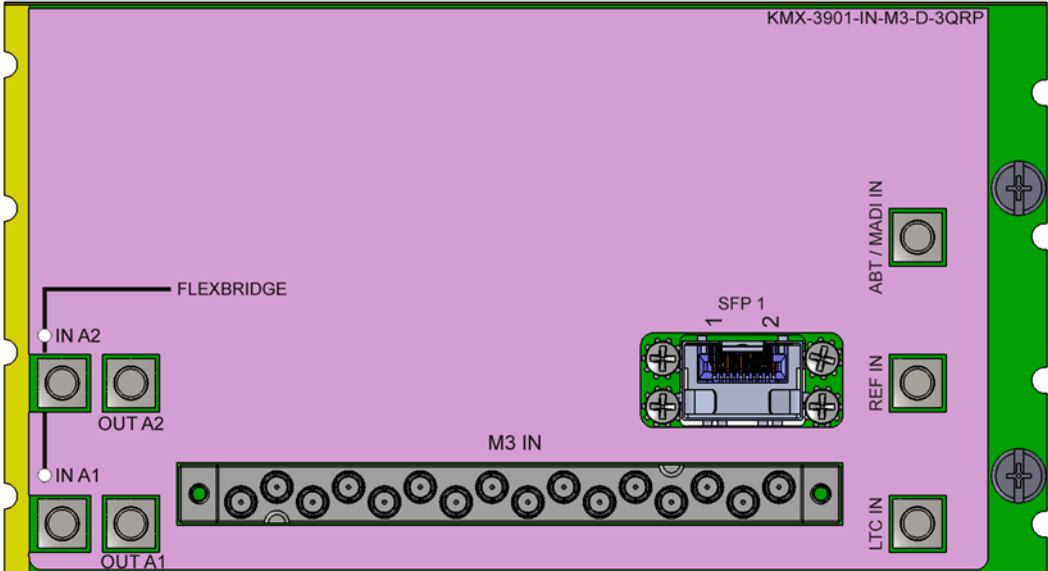 KMX-3901-IN-M3-D-3QRP
ABT / MADI IN
FLEXBRIDGE
SFP 1
1 2
IN A2
REF IN
OUT A2
M3 IN
IN A1
LTC IN
OUT A1